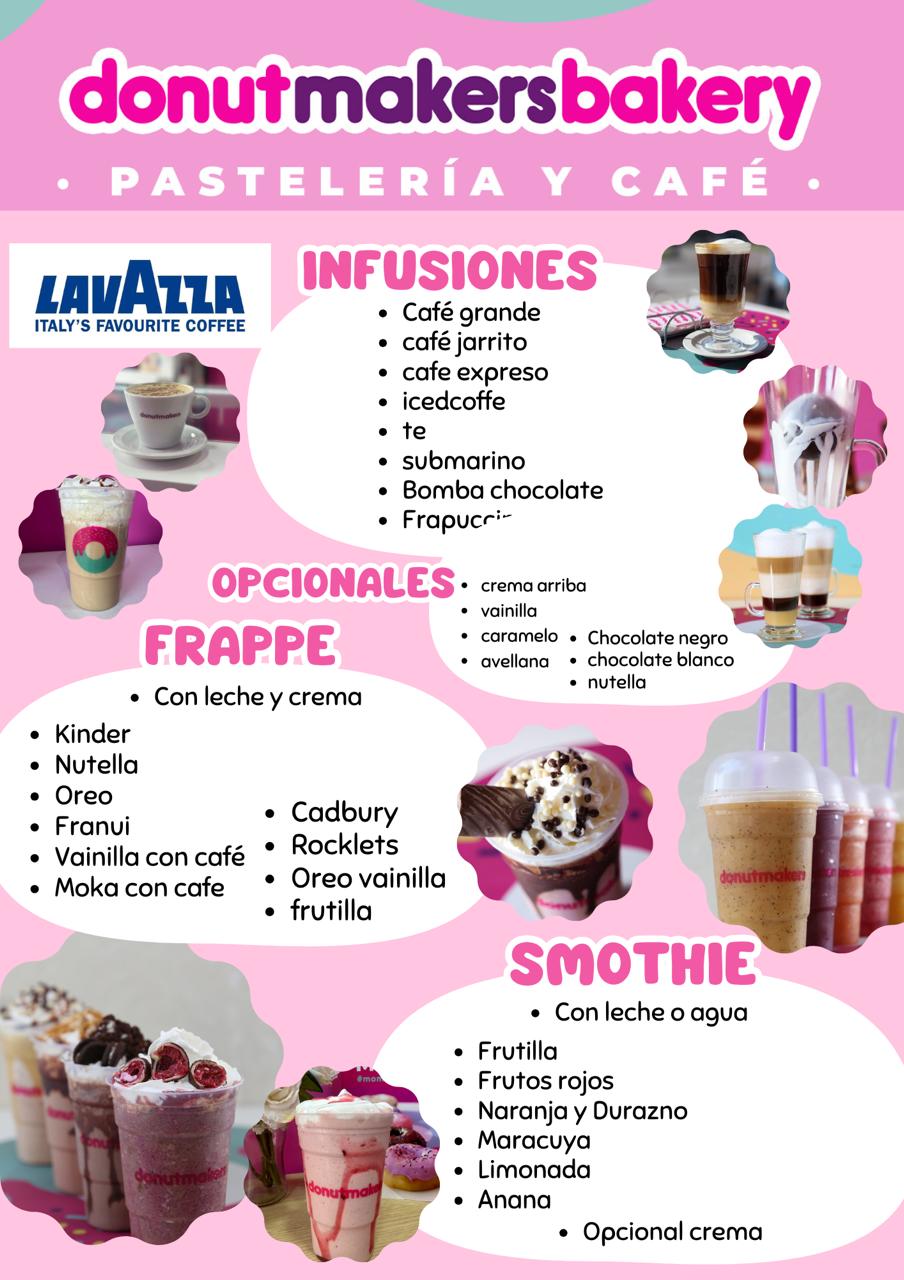 donutmakersbakery
• PASTELERÍA Y CAFÉ •
LAVAZZA
ITALY'S FAVOURITE COFFEE
INFUSIONES
• Café grande
• café jarrito
• cafe expreso
• icedcoffe
• te
• submarino
• Bomba chocolate
donutmakers
OPCIONALES
• crema arriba
• vainilla
• caramelo
• avellana
• Chocolate negro
• chocolate blanco
• nutella
FRAPPE
• Con leche y crema
• Kinder
• Nutella
• Oreo
• Franui
• Vainilla con café
• Moka con cafe
• Cadbury
• Rocklets
• Oreo vainilla
• frutilla
donutmakers
SMOTHIE
• Con leche o agua
• Frutilla
• Frutos rojos
• Naranja y Durazno
• Maracuya
• Limonada
• Anana
• Opcional crema
donutmakers